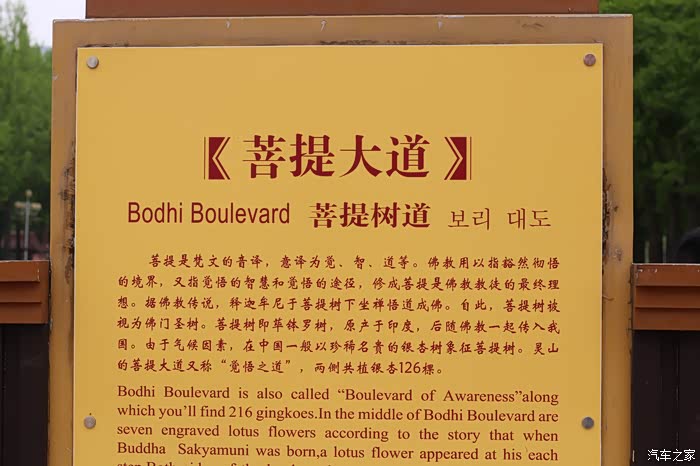 《菩提大道》
Bodhi Boulevard 菩提树道 보리 대도
菩提是梵文的音译，意译为觉、智、道等。佛教用以指豁然彻悟
的境界，又指觉悟的智慧和觉悟的途径，修成菩提是佛教教徒的最终理
想。据佛教传说，释迦牟尼于菩提树下坐禅悟道成佛。自此，菩提树被
视为佛门圣树。菩提树即荜钵罗树，原产于印度，后随佛教一起传入我
国。由于气候因素，在中国一般以珍稀名贵的银杏树象征菩提树。灵山
的菩提大道又称“觉悟之道”，两侧共植银杏126棵。
Bodhi Boulevard is also called “Boulevard of Awareness”along
which you’ll find 216 gingkoes.In the middle of Bodhi Boulevard are
seven engraved lotus flowers according to the story that when
Buddha Sakyamuni was born,a lotus flower appeared at his each
汽车之家